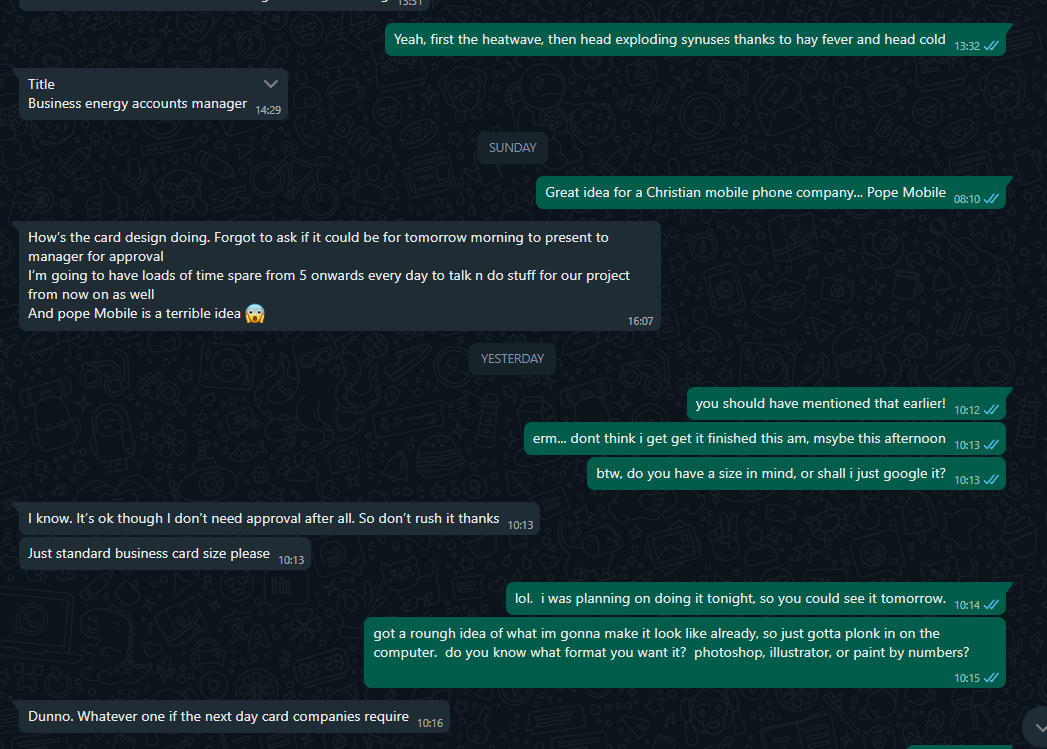 13:31
Yeah, first the heatwave, then head exploding synuses thanks to hay fever and head cold 13:32
Title
Business energy accounts manager 14:29
SUNDAY
Great idea for a Christian mobile phone company... Pope Mobile 08:10
How's the card design doing. Forgot to ask if it could be for tomorrow morning to present to
manager for approval
I'm going to have loads of time spare from 5 onwards every day to talk n do stuff for our project
from now on as well
And pope Mobile is a terrible idea 😱
16:07
YESTERDAY
you should have mentioned that earlier! 10:12
erm... dont think i get get it finished this am, msybe this afternoon 10:13
btw, do you have a size in mind, or shall i just google it? 10:13
I know. It's ok though I don't need approval after all. So don't rush it thanks 10:13
Just standard business card size please 10:13
lol.  i was planning on doing it tonight, so you could see it tomorrow. 10:14
got a roungh idea of what im gonna make it look like already, so just gotta plonk in on the
computer.  do you know what format you want it?  photoshop, illustrator, or paint by numbers?
10:15
Dunno. Whatever one if the next day card companies require 10:16